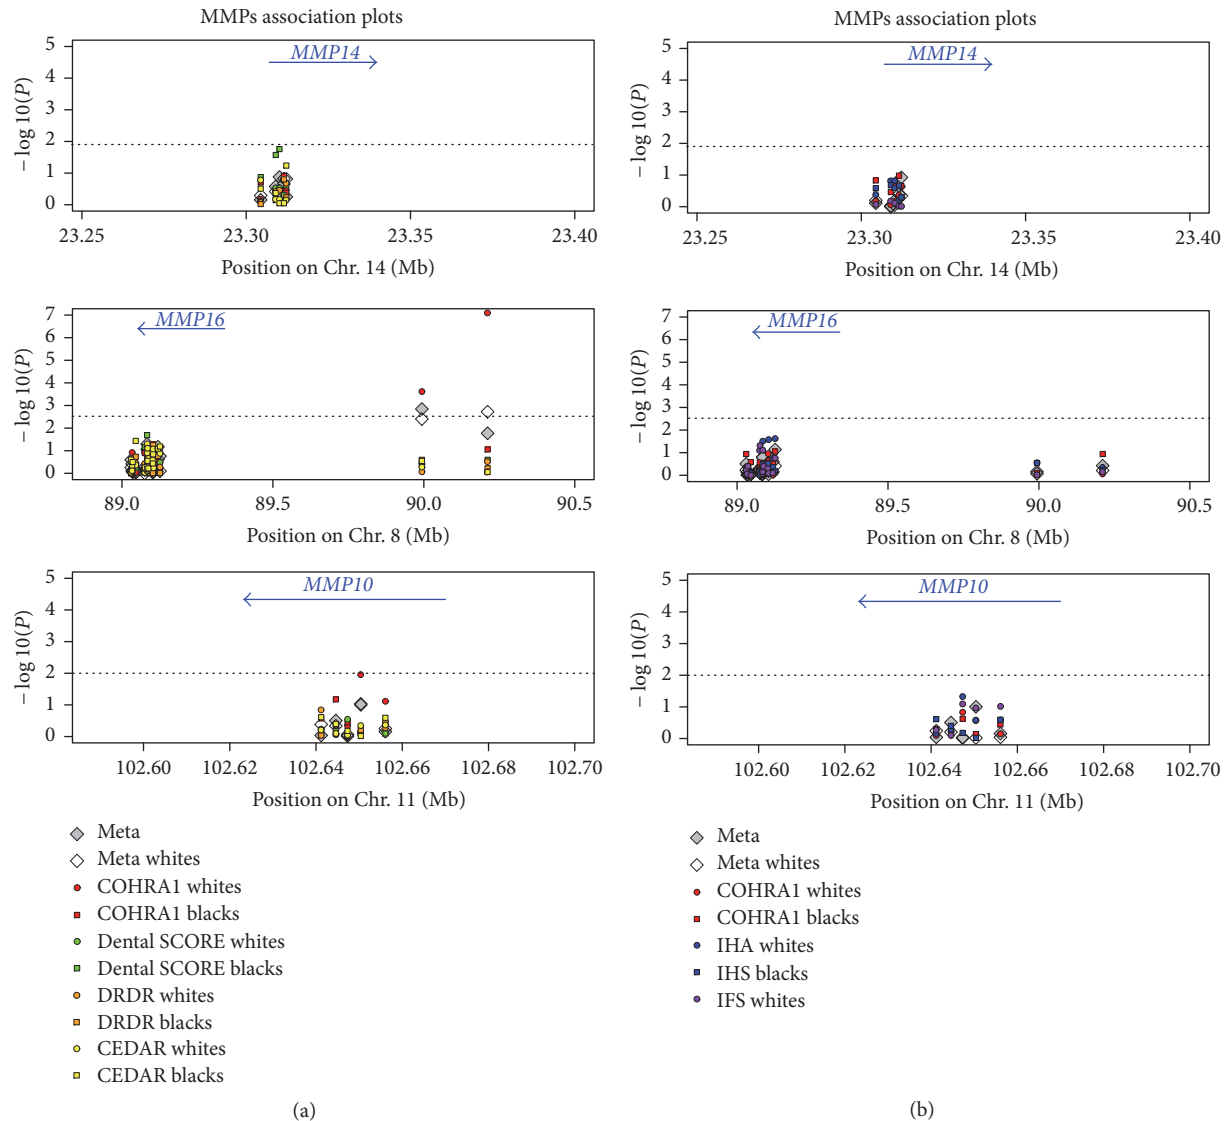 MMPs association plots
5
4
3
2
1
0
− log 10(P)
MMP14
23.25 23.30 23.35 23.40
Position on Chr. 14 (Mb)
7
6
5
4
3
2
1
0
− log 10(P)
MMP16
89.0 89.5 90.0 90.5
Position on Chr. 8 (Mb)
5
4
3
2
1
0
− log 10(P)
MMP10
102.60 102.62 102.64 102.66 102.68 102.70
Position on Chr. 11 (Mb)
Meta
Meta whites
COHRA1 whites
COHRA1 blacks
Dental SCORE whites
Dental SCORE blacks
DRDR whites
DRDR blacks
CEDAR whites
CEDAR blacks
(a)
MMPs association plots
5
4
3
2
1
0
− log 10(P)
MMP14
23.25 23.30 23.35 23.40
Position on Chr. 14 (Mb)
7
6
5
4
3
2
1
0
− log 10(P)
MMP16
89.0 89.5 90.0 90.5
Position on Chr. 8 (Mb)
5
4
3
2
1
0
− log 10(P)
MMP10
102.60 102.62 102.64 102.66 102.68 102.70
Position on Chr. 11 (Mb)
Meta
Meta whites
COHRA1 whites
COHRA1 blacks
IHA whites
IHS blacks
IFS whites
(b)